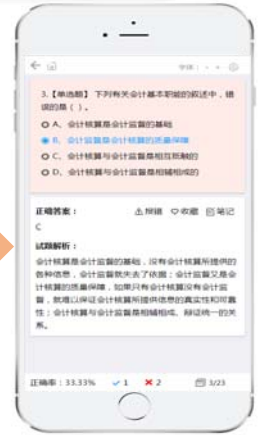 3.【单选题】 下列有关会计基本职能的叙述中，错
误的是（ ）。
A、会计核算是会计监督的基础
B、会计监督是会计核算的质量保障
C、会计核算与会计监督是相互抵触的
D、会计核算与会计监督是相辅相成的
正确答案： 报错 收藏 笔记
C
试题解析：
会计核算是会计监督的基础，没有会计核算所提供的
各种信息，会计监督就失去了依据；会计监督又是会
计核算的质量保障，如果只有会计核算没有会计监
督，就难以保证会计核算所提供信息的真实性和可靠
性；会计核算与会计监督是相辅相成、辩证统一的关
系。
正确率：33.33% 1 2 3/23